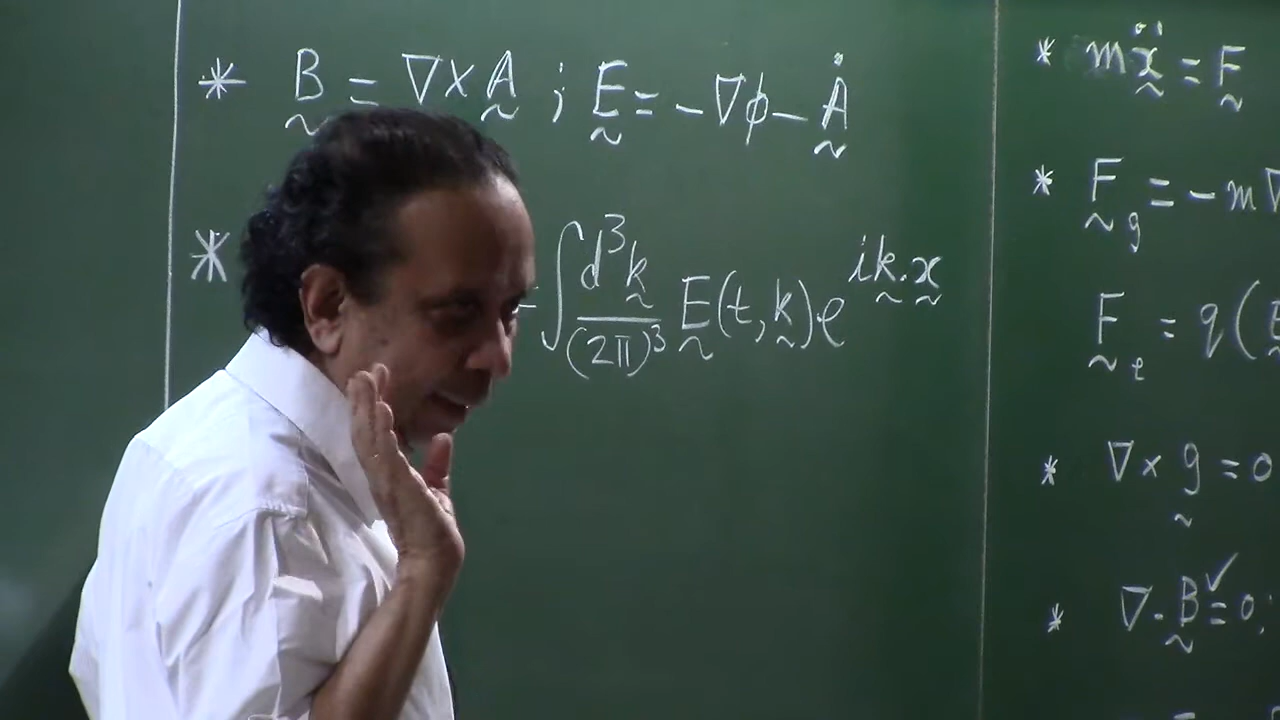 * B = ∇×A ; E = -∇φ - Ȧ
* = ∫ d³k/(2π)³ E(t,k) e^{ik.x}
* mẍ = F
* F_g = -m∇
F_e = q(E
* ∇×g = 0
* ∇.B = 0; ✓